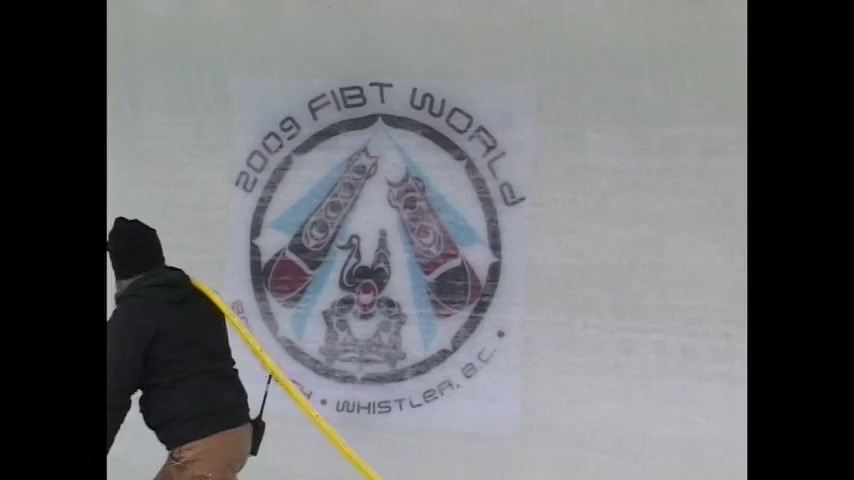 2009 FIBT WORLD
• WHISTLER, B.C. •